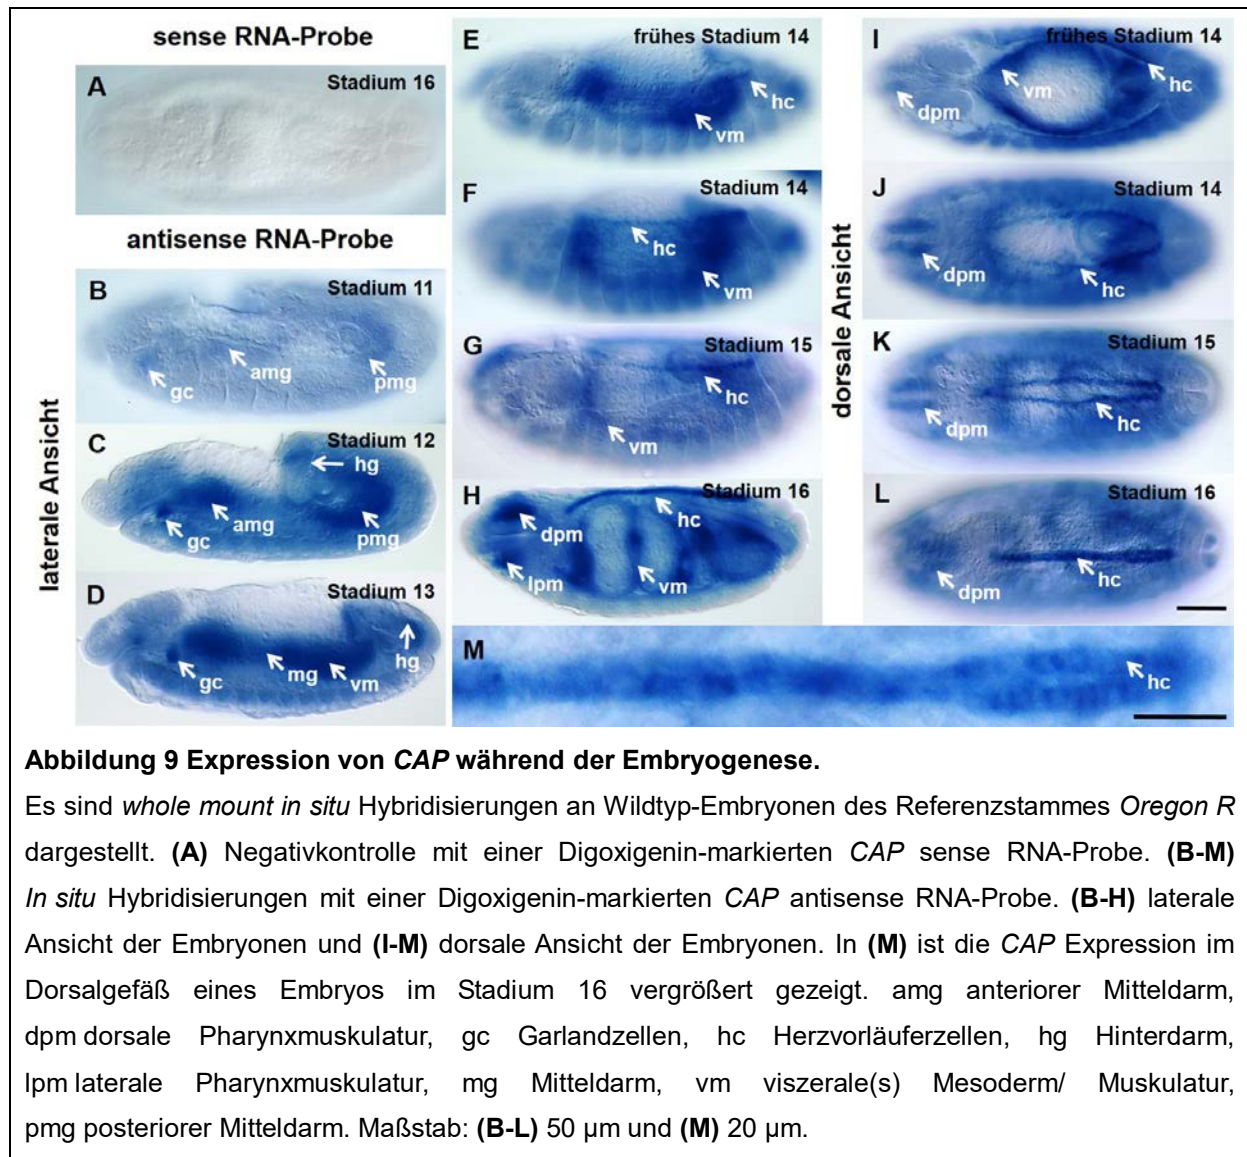 sense RNA-Probe
A
Stadium 16
antisense RNA-Probe
laterale Ansicht
B
Stadium 11
gc
amg
pmg
C
Stadium 12
hg
gc
amg
pmg
D
Stadium 13
gc
mg
vm
hg
E
frühes Stadium 14
hc
vm
F
Stadium 14
hc
vm
G
Stadium 15
hc
vm
H
Stadium 16
hc
dpm
lpm
vm
dorsale Ansicht
I
frühes Stadium 14
vm
hc
dpm
J
Stadium 14
dpm
hc
K
Stadium 15
dpm
hc
L
Stadium 16
dpm
hc
M
hc
Abbildung 9 Expression von CAP während der Embryogenese.
Es sind whole mount in situ Hybridisierungen an Wildtyp-Embryonen des Referenzstammes Oregon R
dargestellt. (A) Negativkontrolle mit einer Digoxigenin-markierten CAP sense RNA-Probe. (B-M)
In situ Hybridisierungen mit einer Digoxigenin-markierten CAP antisense RNA-Probe. (B-H) laterale
Ansicht der Embryonen und (I-M) dorsale Ansicht der Embryonen. In (M) ist die CAP Expression im
Dorsalgefäß eines Embryos im Stadium 16 vergrößert gezeigt. amg anteriorer Mitteldarm,
dpm dorsale Pharynxmuskulatur, gc Garlandzellen, hc Herzvorläuferzellen, hg Hinterdarm,
lpm laterale Pharynxmuskulatur, mg Mitteldarm, vm viszerale(s) Mesoderm/ Muskulatur,
pmg posteriorer Mitteldarm. Maßstab: (B-L) 50 µm und (M) 20 µm.